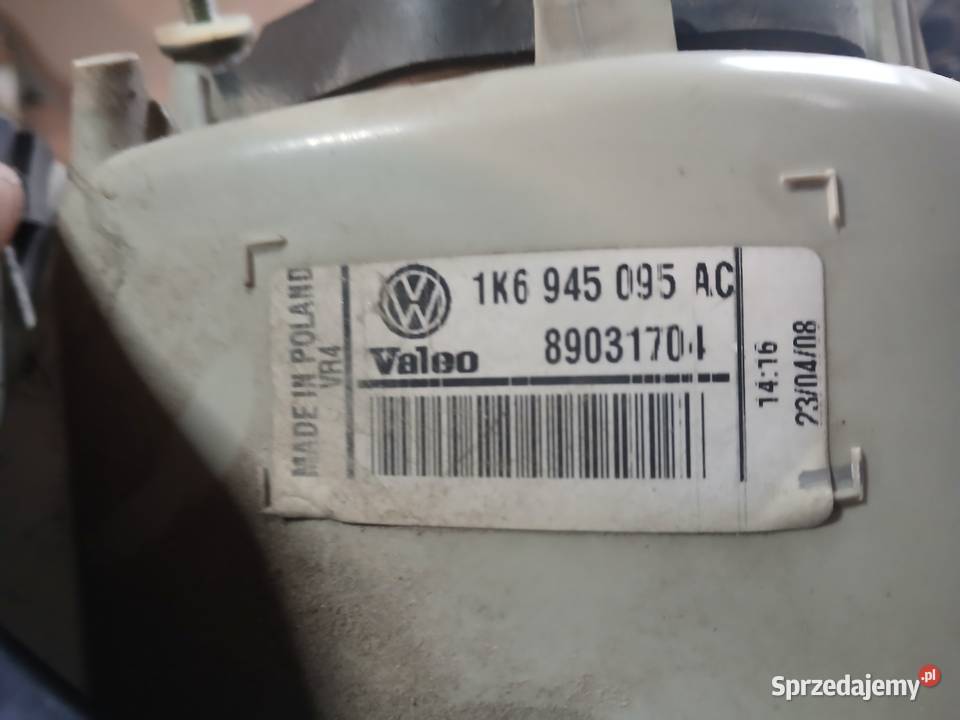 MADE IN POLAND
VR4
1K6 945 095 AC
Valeo
89031704
14:16
23/04/08
Sprzedajemy.pl